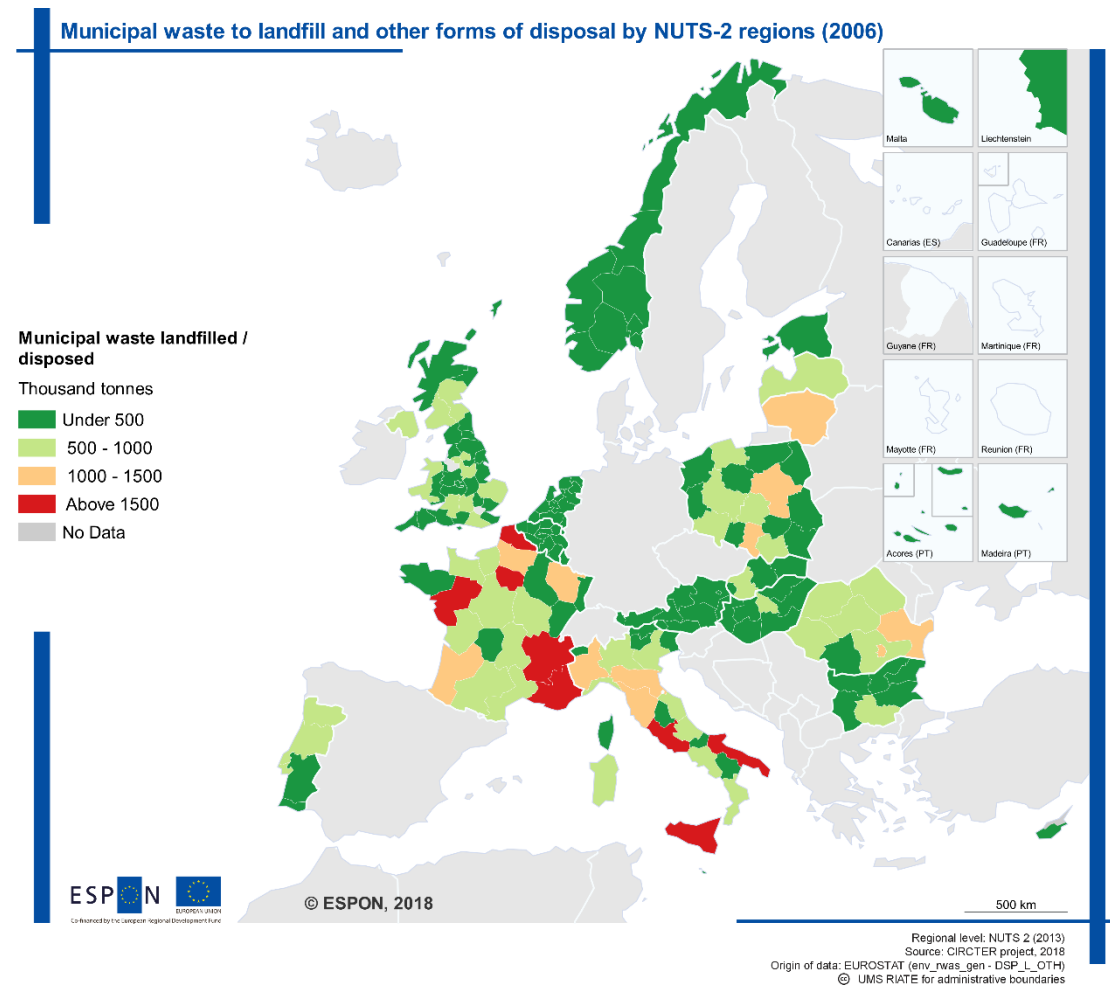 Municipal waste to landfill and other forms of disposal by NUTS-2 regions (2006)
Malta
Liechtenstein
Canarias (ES)
Guadeloupe (FR)
Guyane (FR)
Martinique (FR)
Mayotte (FR)
Reunion (FR)
Acores (PT)
Madeira (PT)
Municipal waste landfilled /
disposed
Thousand tonnes
Under 500
500 - 1000
1000 - 1500
Above 1500
No Data
ESPON
EUROPEAN UNION
Co-financed by the European Regional Development Fund
© ESPON, 2018
500 km
Regional level: NUTS 2 (2013)
Source: CIRCTER project, 2018
Origin of data: EUROSTAT (env_rwas_gen - DSP_L_OTH)
(cc) UMS RIATE for administrative boundaries